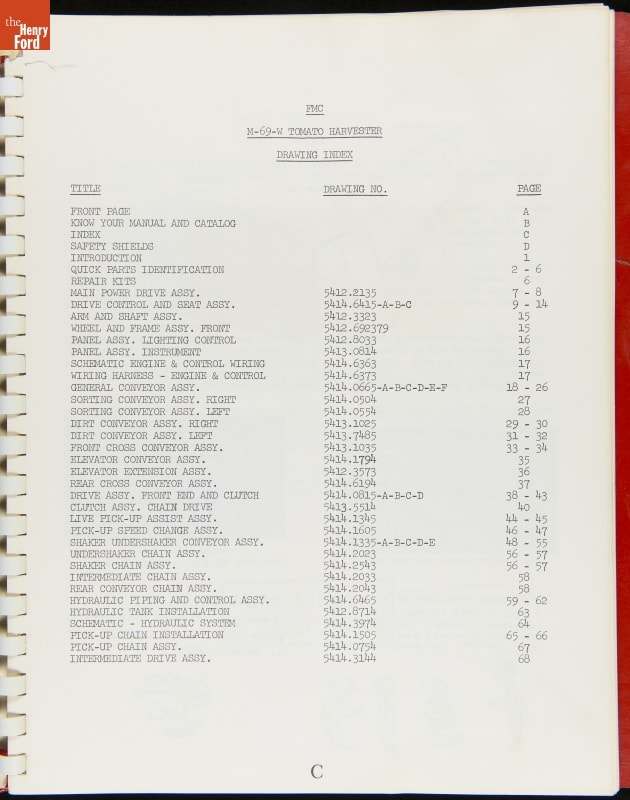 the
Henry
Ford
FMC
M-69-W TOMATO HARVESTER
DRAWING INDEX
TITLE DRAWING NO. PAGE
FRONT PAGE A
KNOW YOUR MANUAL AND CATALOG B
INDEX C
SAFETY SHIELDS D
INTRODUCTION 1
QUICK PARTS IDENTIFICATION 2 - 6
REPAIR KITS 6
MAIN POWER DRIVE ASSY. 5412.2135 7 - 8
DRIVE CONTROL AND SEAT ASSY. 5414.6415-A-B-C 9 - 14
ARM AND SHAFT ASSY. 5412.3323 15
WHEEL AND FRAME ASSY. FRONT 5412.692379 15
PANEL ASSY. LIGHTING CONTROL 5412.8033 16
PANEL ASSY. INSTRUMENT 5413.0814 16
SCHEMATIC ENGINE & CONTROL WIRING 5414.6363 17
WIRING HARNESS - ENGINE & CONTROL 5414.6373 17
GENERAL CONVEYOR ASSY. 5414.0665-A-B-C-D-E-F 18 - 26
SORTING CONVEYOR ASSY. RIGHT 5414.0504 27
SORTING CONVEYOR ASSY. LEFT 5414.0554 28
DIRT CONVEYOR ASSY. RIGHT 5413.1025 29 - 30
DIRT CONVEYOR ASSY. LEFT 5413.7485 31 - 32
FRONT CROSS CONVEYOR ASSY. 5413.1035 33 - 34
ELEVATOR CONVEYOR ASSY. 5414.1794 35
ELEVATOR EXTENSION ASSY. 5412.3573 36
REAR CROSS CONVEYOR ASSY. 5414.6194 37
DRIVE ASSY. FRONT END AND CLUTCH 5414.0815-A-B-C-D 38 - 43
CLUTCH ASSY. CHAIN DRIVE 5413.5514 40
LIVE PICK-UP ASSIST ASSY. 5414.1345 44 - 45
PICK-UP SPEED CHANGE ASSY. 5414.1605 46 - 47
SHAKER UNDERSHAKER CONVEYOR ASSY. 5414.1335-A-B-C-D-E 48 - 55
UNDERSHAKER CHAIN ASSY. 5414.2023 56 - 57
SHAKER CHAIN ASSY. 5414.2543 56 - 57
INTERMEDIATE CHAIN ASSY. 5414.2033 58
REAR CONVEYOR CHAIN ASSY. 5414.2043 58
HYDRAULIC PIPING AND CONTROL ASSY. 5414.6465 59 - 62
HYDRAULIC TANK INSTALLATION 5412.8714 63
SCHEMATIC - HYDRAULIC SYSTEM 5414.3974 64
PICK-UP CHAIN INSTALLATION 5414.1505 65 - 66
PICK-UP CHAIN ASSY. 5414.0754 67
INTERMEDIATE DRIVE ASSY. 5414.3144 68
C